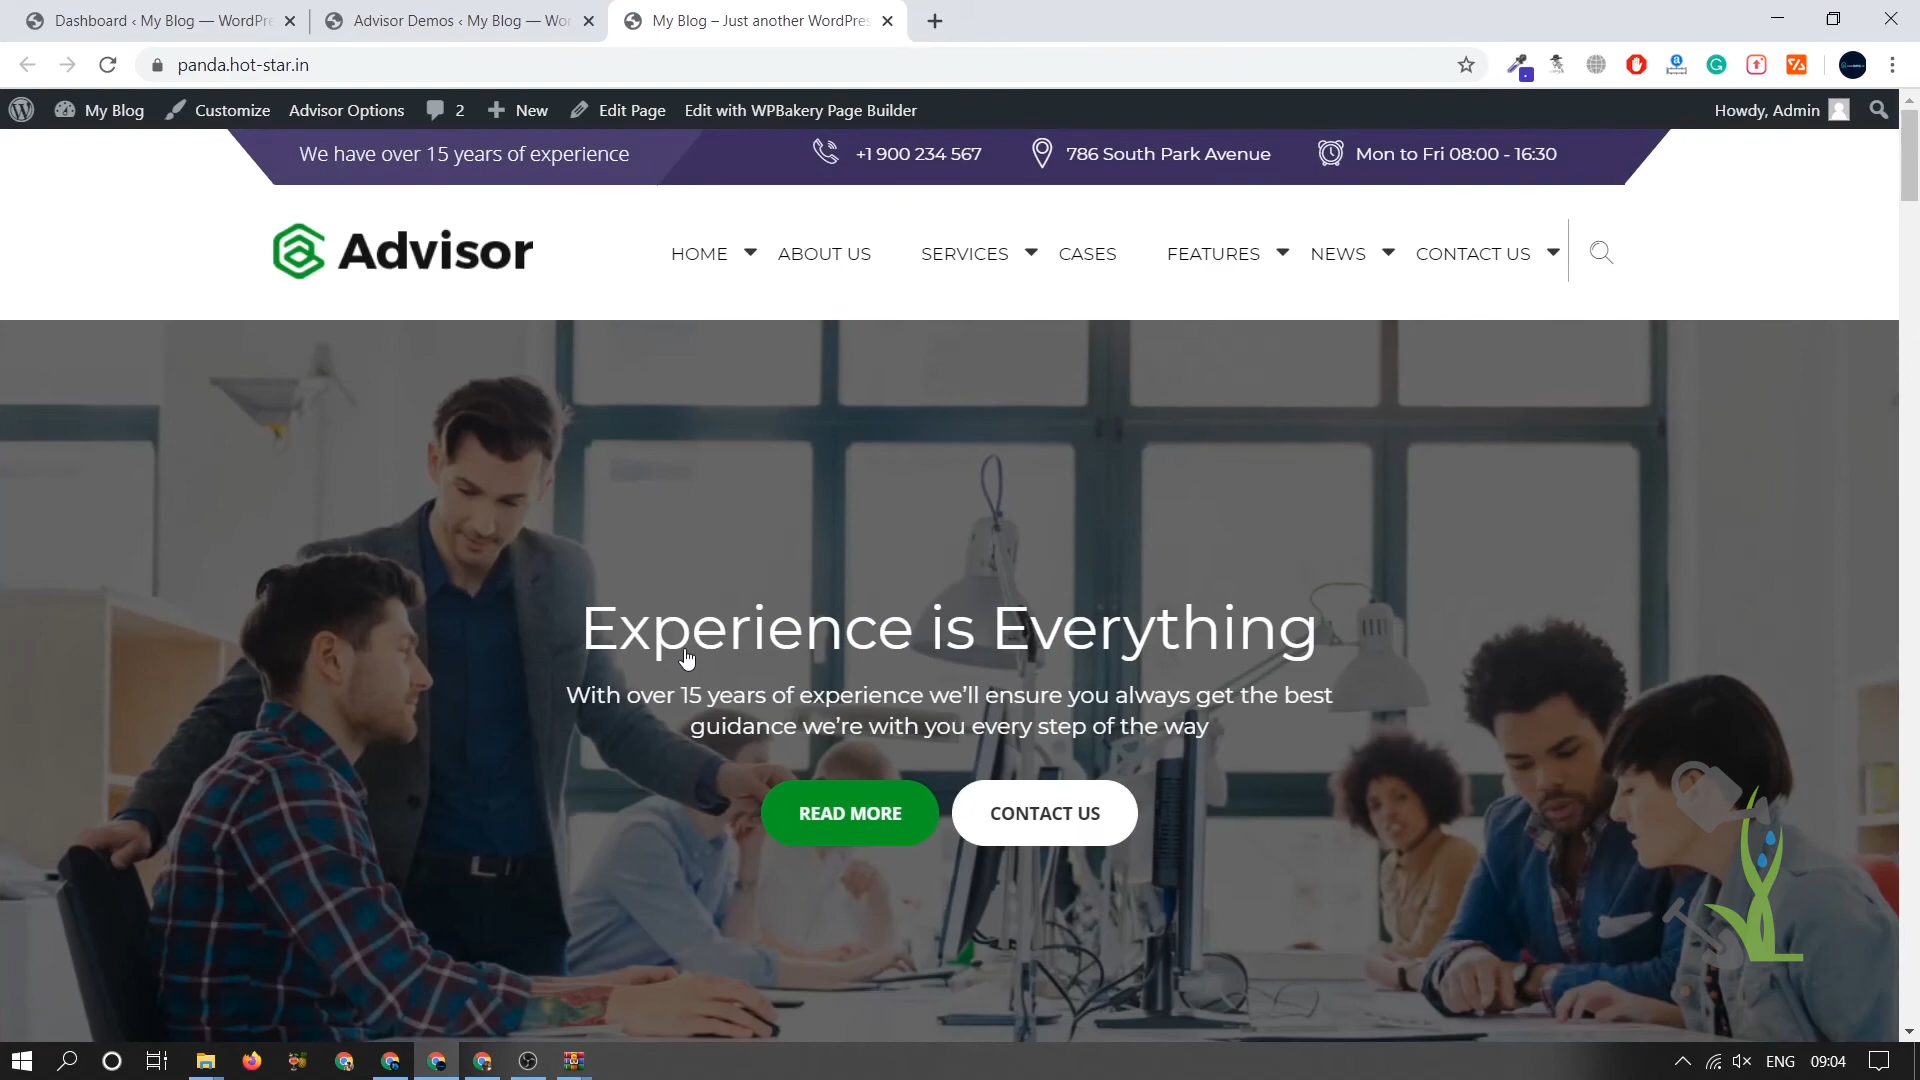 Dashboard ‹ My Blog — WordPre
Advisor Demos ‹ My Blog — Wor
My Blog – Just another WordPres
panda.hot-star.in
My Blog
Customize
Advisor Options
2
New
Edit Page
Edit with WPBakery Page Builder
Howdy, Admin
We have over 15 years of experience
+1 900 234 567
786 South Park Avenue
Mon to Fri 08:00 - 16:30
Advisor
HOME
ABOUT US
SERVICES
CASES
FEATURES
NEWS
CONTACT US
Experience is Everything
With over 15 years of experience we'll ensure you always get the best
guidance we're with you every step of the way
READ MORE
CONTACT US
ENG
09:04